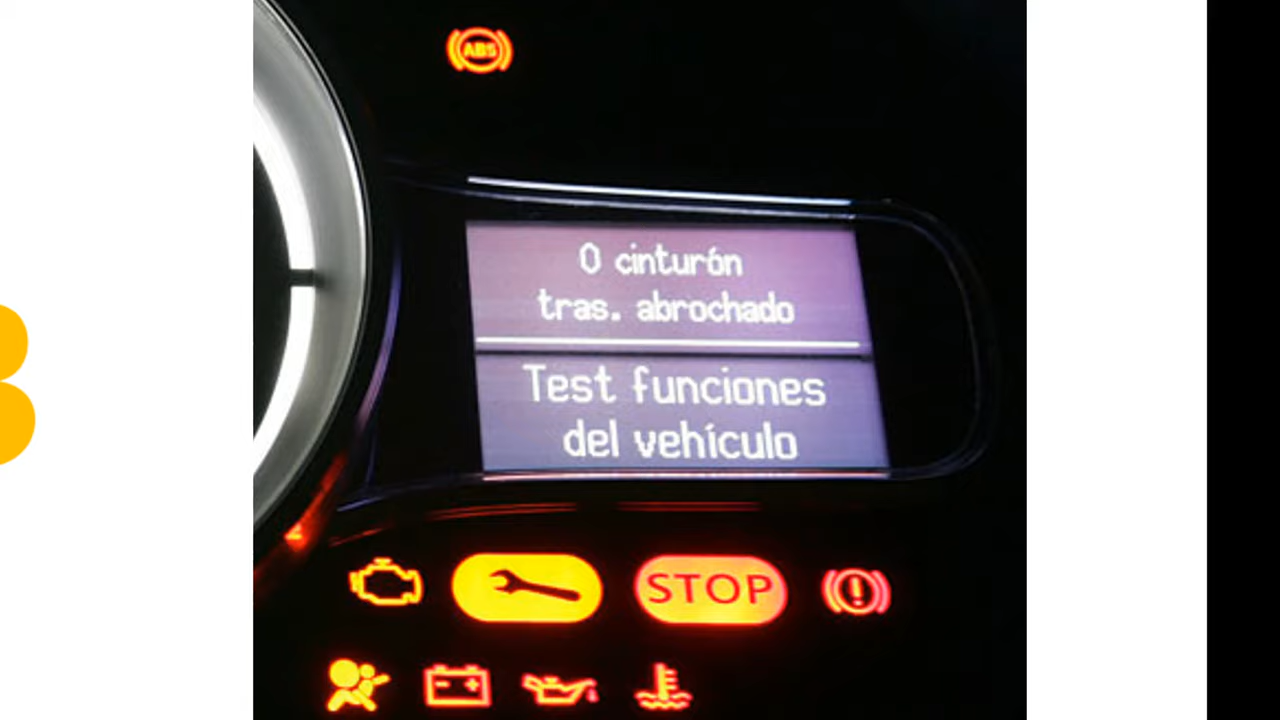 ABS
0 cinturón
tras. abrochado
Test funciones
del vehículo
STOP